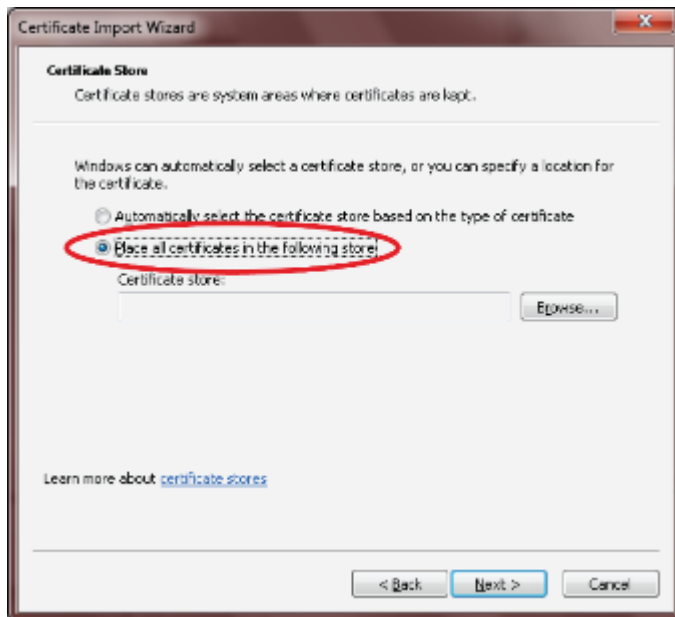 Certificate Import Wizard
Certificate Store
Certificate stores are system areas where certificates are kept.
Windows can automatically select a certificate store, or you can specify a location for
the certificate.
Automatically select the certificate store based on the type of certificate
Place all certificates in the following store
Certificate store:
Browse...
Learn more about certificate stores
< Back
Next >
Cancel